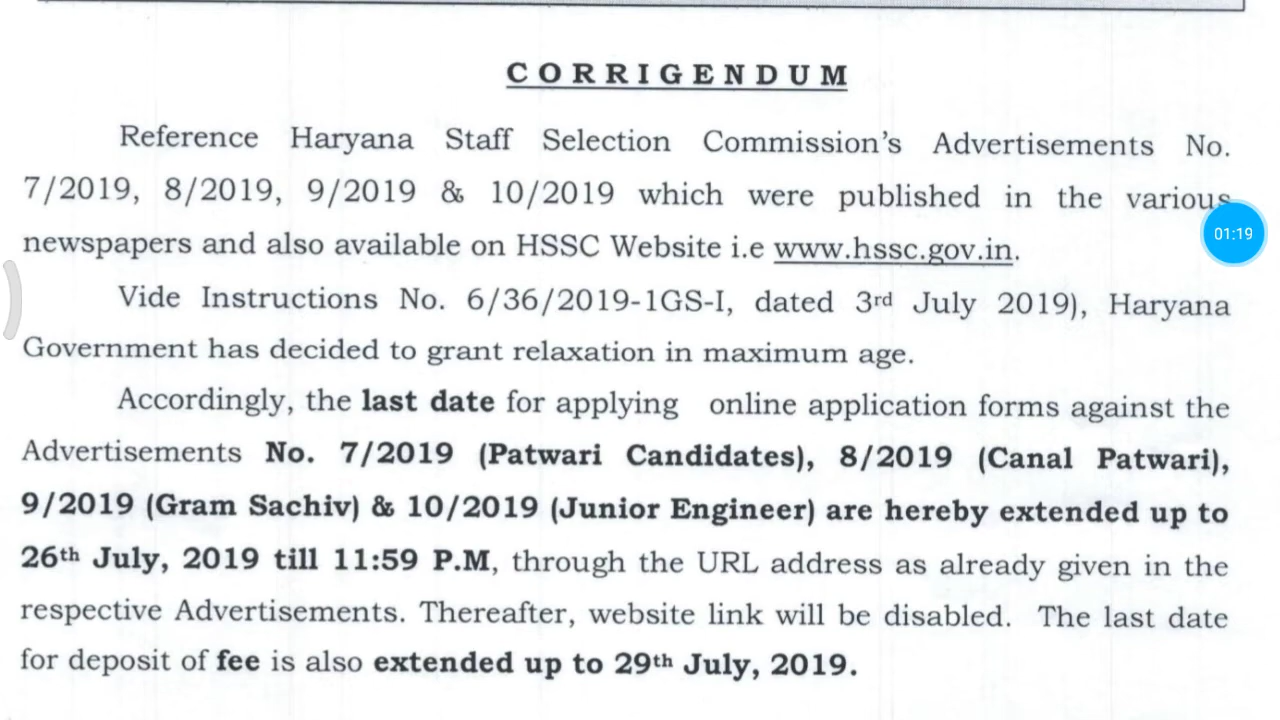 CORRIGENDUM
Reference Haryana Staff Selection Commission's Advertisements No.
7/2019, 8/2019, 9/2019 & 10/2019 which were published in the various
newspapers and also available on HSSC Website i.e www.hssc.gov.in.
01:19
Vide Instructions No. 6/36/2019-1GS-I, dated 3rd July 2019), Haryana
Government has decided to grant relaxation in maximum age.
Accordingly, the last date for applying online application forms against the
Advertisements No. 7/2019 (Patwari Candidates), 8/2019 (Canal Patwari),
9/2019 (Gram Sachiv) & 10/2019 (Junior Engineer) are hereby extended up to
26th July, 2019 till 11:59 P.M, through the URL address as already given in the
respective Advertisements. Thereafter, website link will be disabled. The last date
for deposit of fee is also extended up to 29th July, 2019.